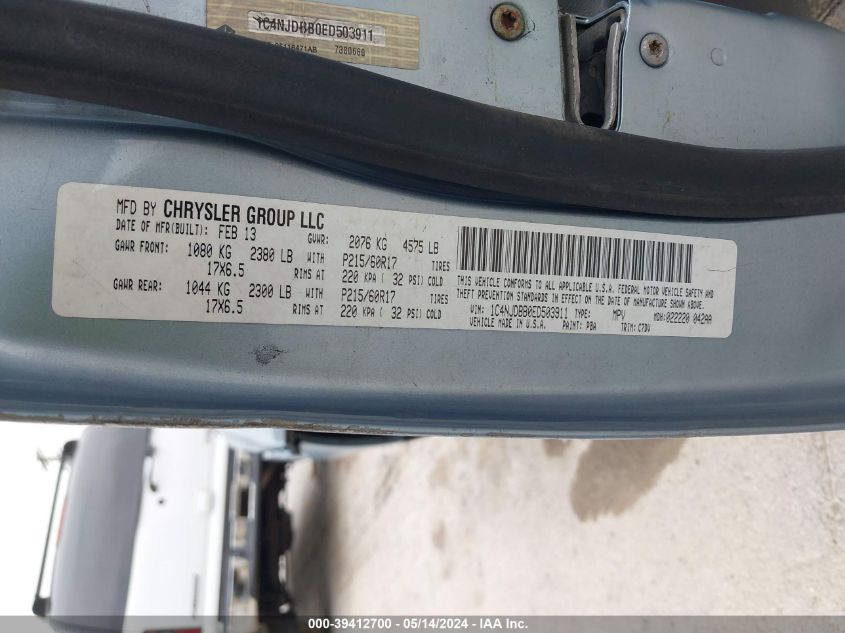 1C4NJDBB0ED503911
7380660
MFD BY CHRYSLER GROUP LLC
DATE OF MFR(BUILT): FEB 13 GVWR: 2076 KG 4575 LB
GAWR FRONT: 1080 KG 2380 LB WITH P215/60R17 TIRES
17X6.5 RIMS AT 220 KPA ( 32 PSI) COLD
GAWR REAR: 1044 KG 2300 LB WITH P215/60R17 TIRES
17X6.5 RIMS AT 220 KPA ( 32 PSI) COLD
THIS VEHICLE CONFORMS TO ALL APPLICABLE U.S.A. FEDERAL MOTOR VEHICLE SAFETY AND
THEFT PREVENTION STANDARDS IN EFFECT ON THE DATE OF MANUFACTURE SHOWN ABOVE.
VIN: 1C4NJDBB0ED503911 TYPE: MPV MDH:022220 042AA
VEHICLE MADE IN U.S.A. PAINT: PBA TRIM: C7DV
000-39412700 - 05/14/2024 - IAA Inc.